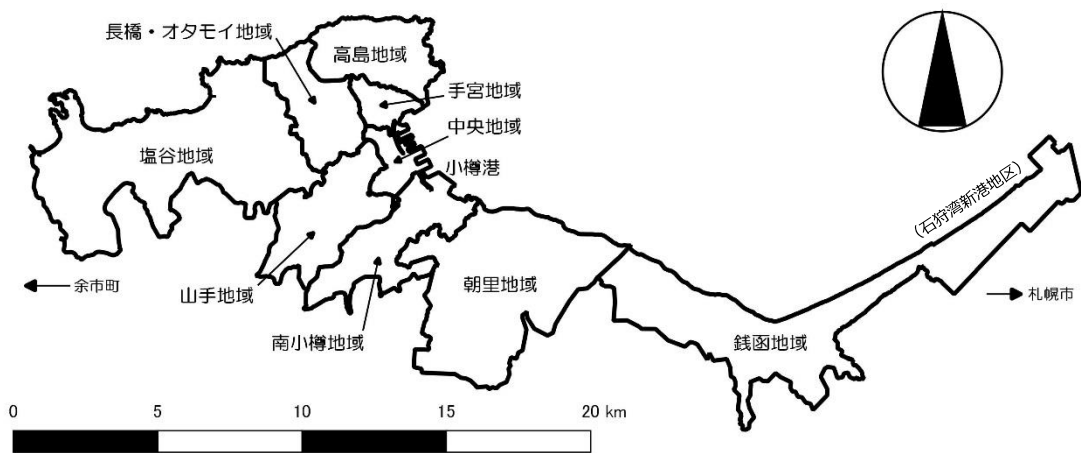 長橋・オタモイ地域
高島地域
手宮地域
中央地域
小樽港
塩谷地域
(石狩湾新港地区)
余市町
山手地域
南小樽地域
朝里地域
銭函地域
札幌市
0 5 10 15 20 km